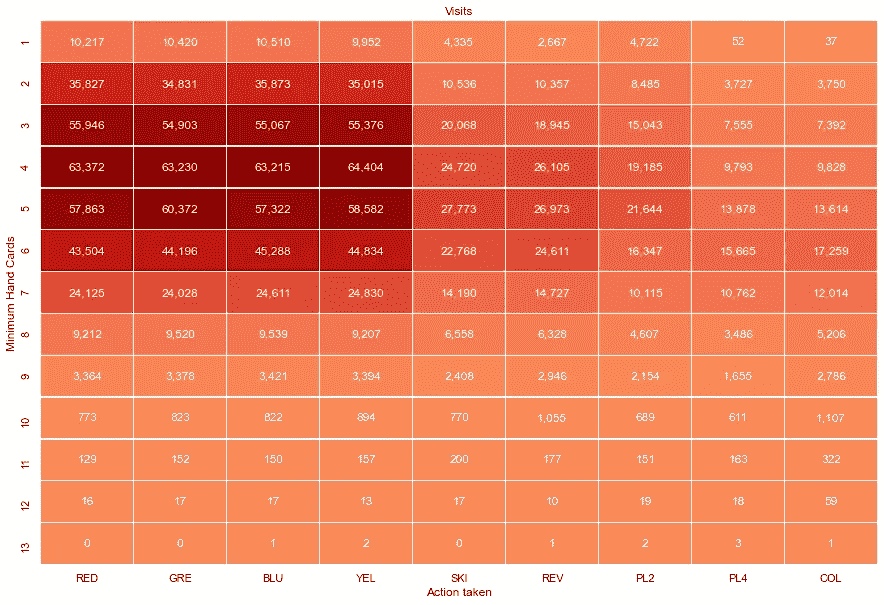 Visits
1 10,217 10,420 10,510 9,952 4,335 2,667 4,722 52 37
2 35,827 34,831 35,873 35,015 10,536 10,357 8,485 3,727 3,750
3 55,946 54,903 55,067 55,376 20,068 18,945 15,043 7,555 7,392
4 63,372 63,230 63,215 64,404 24,720 26,105 19,185 9,793 9,828
5 57,863 60,372 57,322 58,582 27,773 26,973 21,644 13,878 13,614
6 43,504 44,196 45,288 44,834 22,768 24,611 16,347 15,665 17,259
7 24,125 24,028 24,611 24,830 14,190 14,727 10,115 10,762 12,014
8 9,212 9,520 9,539 9,207 6,558 6,328 4,607 3,486 5,206
9 3,364 3,378 3,421 3,394 2,408 2,946 2,154 1,655 2,786
10 773 823 822 894 770 1,055 689 611 1,107
11 129 152 150 157 200 177 151 163 322
12 16 17 17 13 17 10 19 18 59
13 0 0 1 2 0 1 2 3 1
Minimum Hand Cards
RED GRE BLU YEL SKI REV PL2 PL4 COL
Action taken